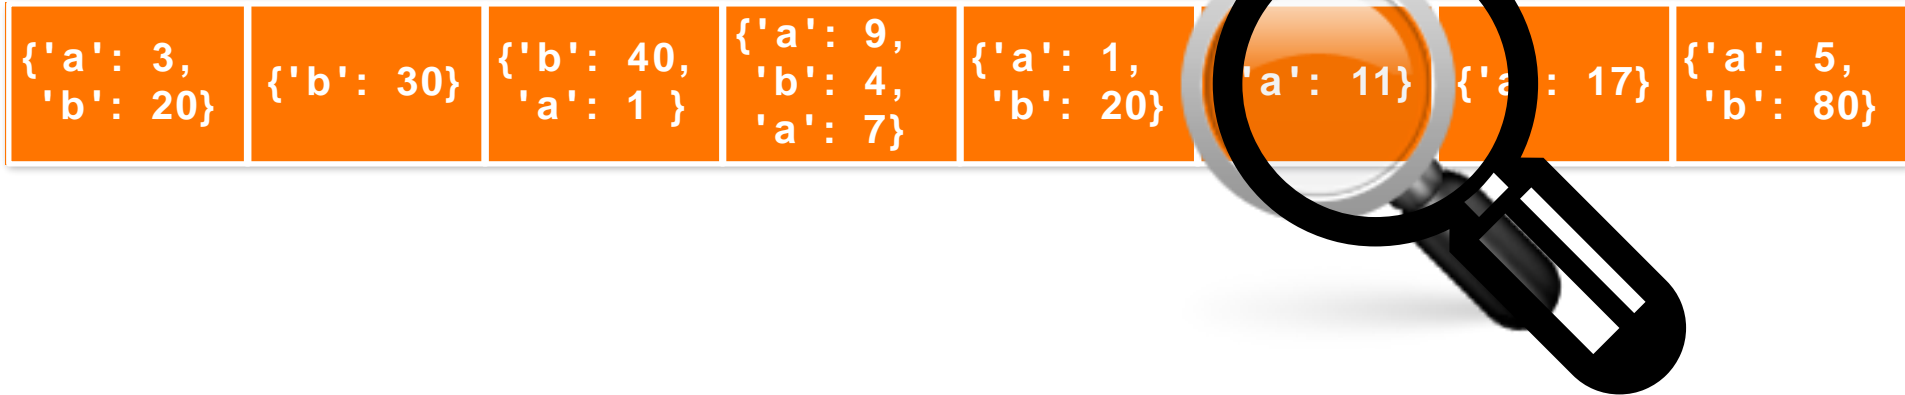 {'a': 3,
'b': 20}
{'b': 30}
{'b': 40,
'a': 1 }
{'a': 9,
'b': 4,
'a': 7}
{'a': 1,
'b': 20}
'a': 11}
{'a : 17}
{'a': 5,
'b': 80}